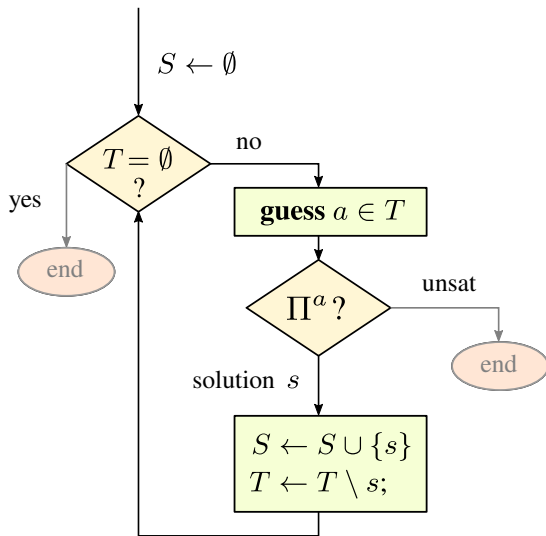 S ← ∅
T = ∅
?
no
yes
guess a ∈ T
end
Π^a ?
unsat
end
solution s
S ← S ∪ {s}
T ← T \ s;